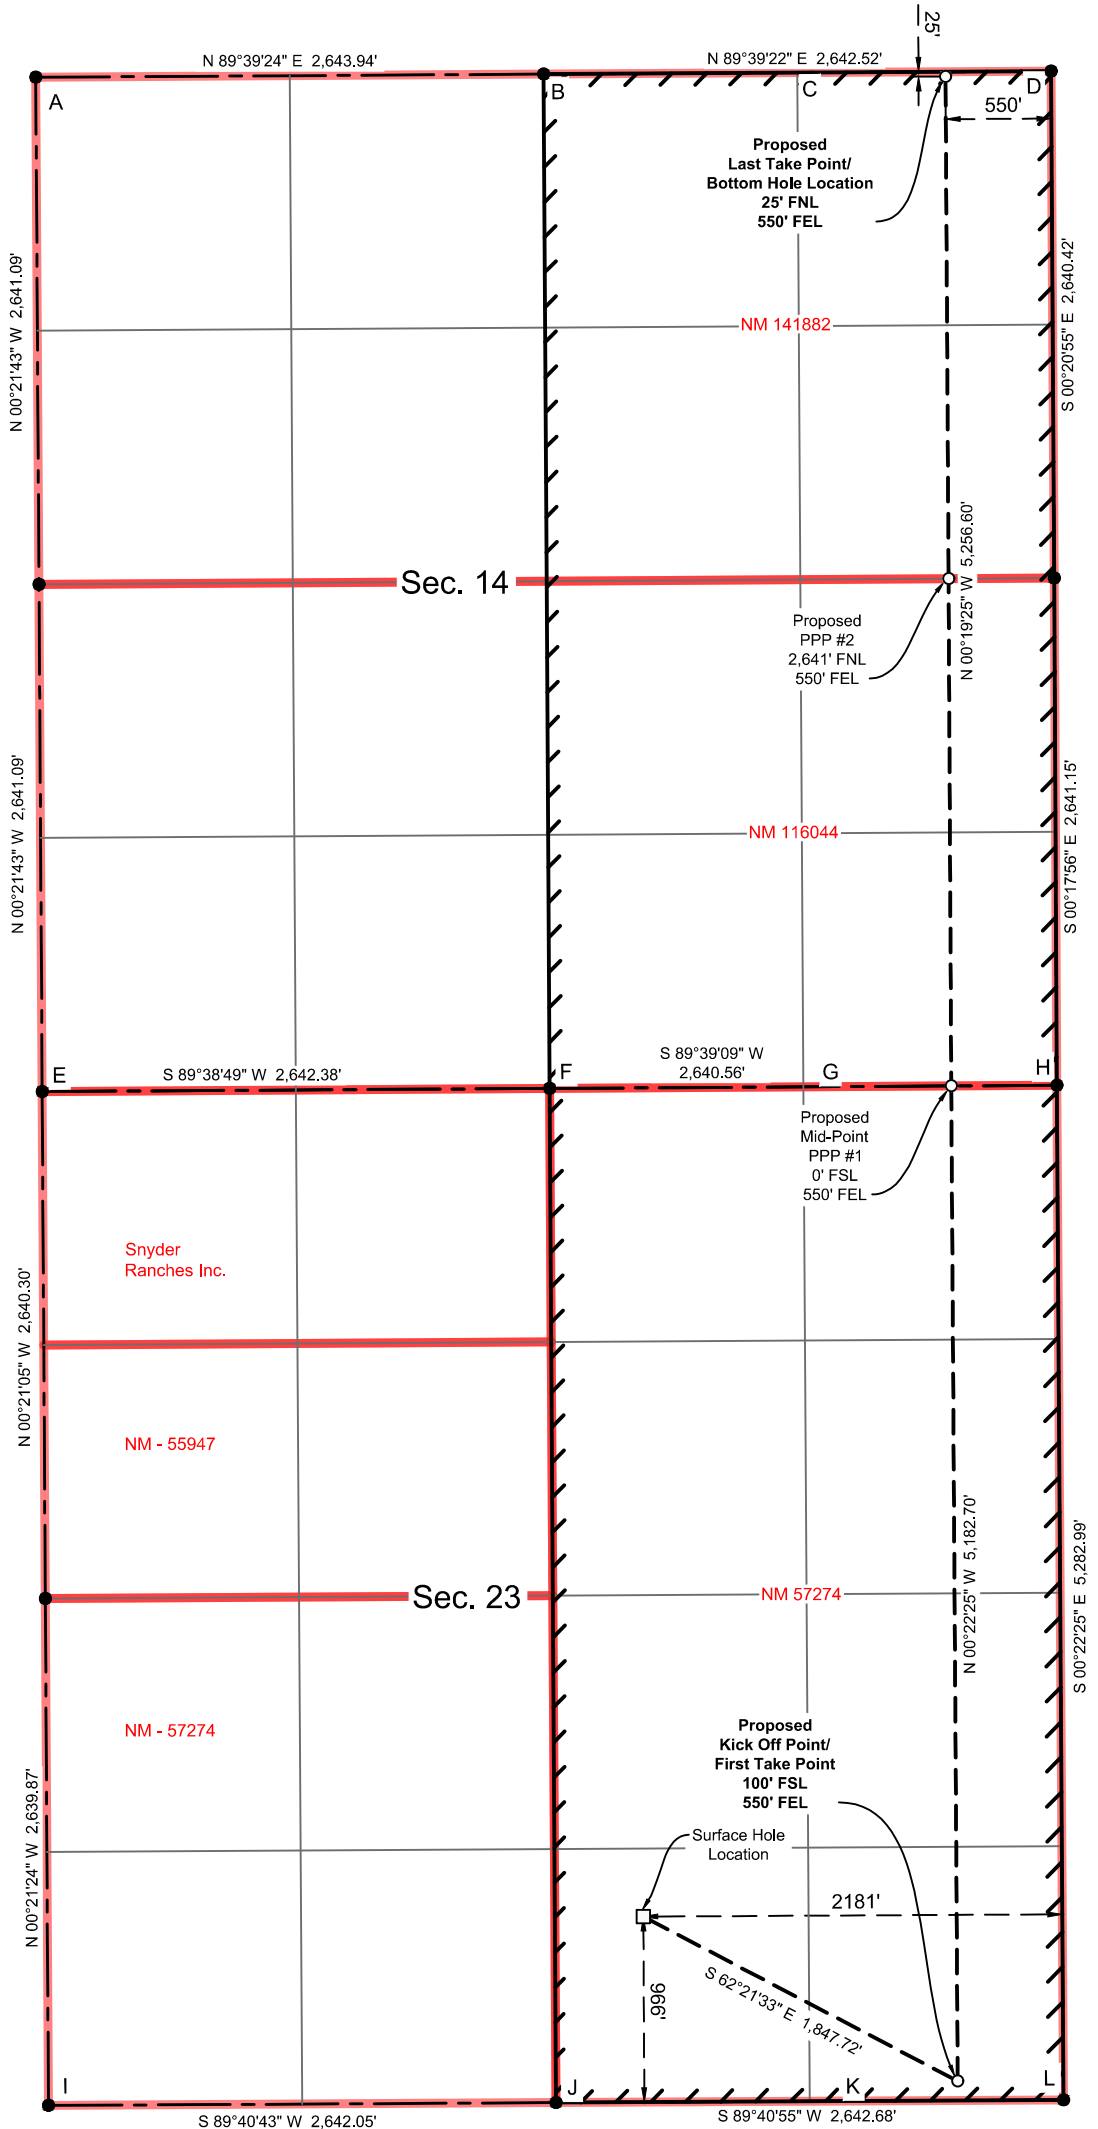 25'
N 89°39'24" E 2,643.94'
N 89°39'22" E 2,642.52'
A
B
C
D
550'
Proposed
Last Take Point/
Bottom Hole Location
25' FNL
550' FEL
N 00°21'43" W 2,641.09'
S 00°20'55" E 2,640.42'
NM 141882
Sec. 14
N 00°19'25" W 5,256.60'
Proposed
PPP #2
2,641' FNL
550' FEL
N 00°21'43" W 2,641.09'
S 00°17'56" E 2,641.15'
NM 116044
E
S 89°38'49" W 2,642.38'
F
S 89°39'09" W
2,640.56'
G
H
Proposed
Mid-Point
PPP #1
0' FSL
550' FEL
Snyder
Ranches Inc.
N 00°21'05" W 2,640.30'
NM - 55947
Sec. 23
NM 57274
N 00°22'25" W 5,182.70'
S 00°22'25" E 5,282.99'
NM - 57274
Proposed
Kick Off Point/
First Take Point
100' FSL
550' FEL
Surface Hole
Location
N 00°21'24" W 2,639.87'
2181'
996'
S 62°21'33" E 1,847.72'
I
J
K
L
S 89°40'43" W 2,642.05'
S 89°40'55" W 2,642.68'